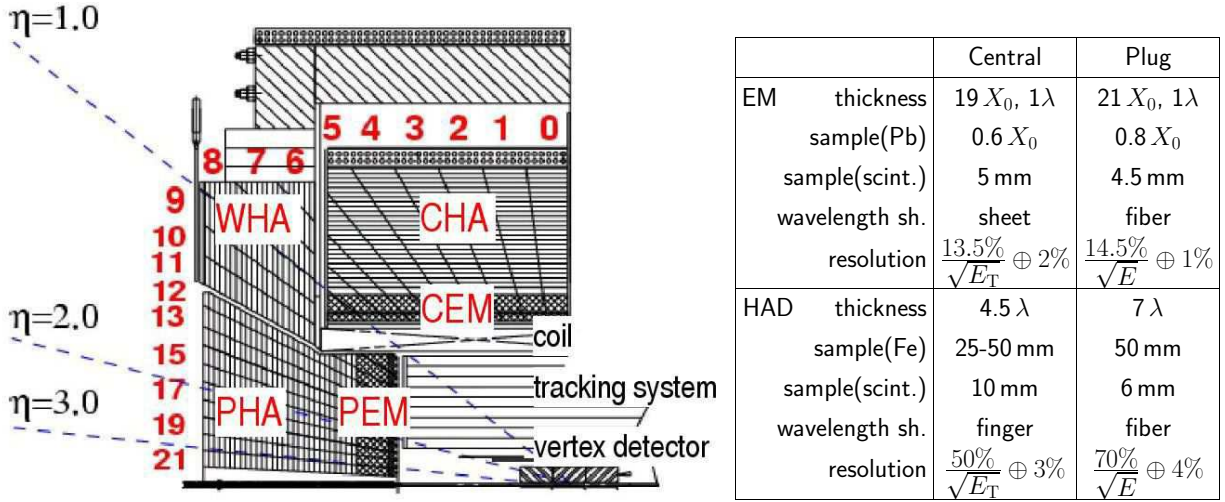 η=1.0
5 4 3 2 1 0
8 7 6
9
WHA CHA
10
11
12
CEM
13
η=2.0
coil
15
tracking system
17
η=3.0
PHA PEM
19
vertex detector
21
Central Plug
EM thickness 19 X₀, 1λ 21 X₀, 1λ
sample(Pb) 0.6 X₀ 0.8 X₀
sample(scint.) 5 mm 4.5 mm
wavelength sh. sheet fiber
resolution 13.5%/√E_T ⊕ 2% 14.5%/√E ⊕ 1%
HAD thickness 4.5 λ 7 λ
sample(Fe) 25-50 mm 50 mm
sample(scint.) 10 mm 6 mm
wavelength sh. finger fiber
resolution 50%/√E_T ⊕ 3% 70%/√E ⊕ 4%